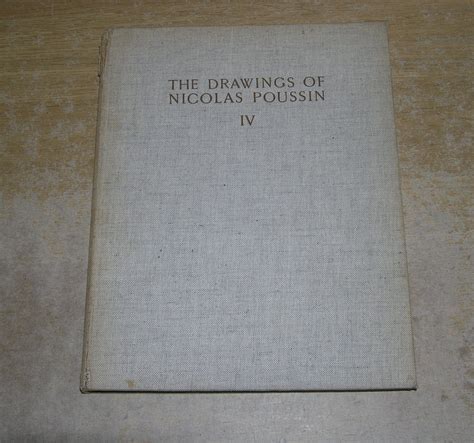 THE DRAWINGS OF
NICOLAS POUSSIN
IV